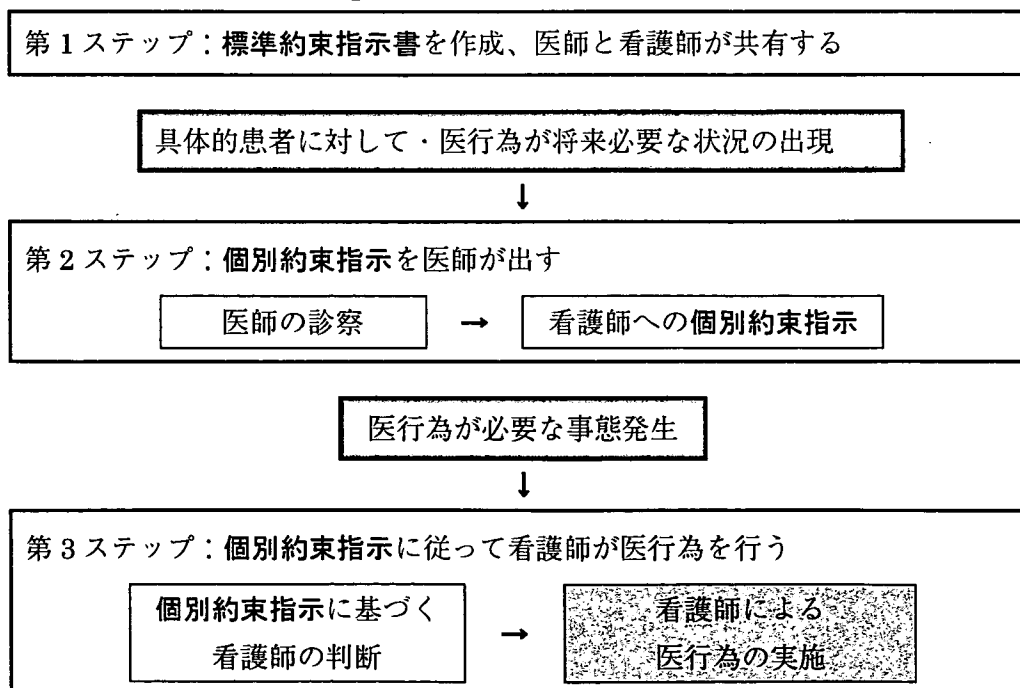 第1ステップ：標準約束指示書を作成、医師と看護師が共有する
具体的患者に対して・医行為が将来必要な状況の出現
↓
第2ステップ：個別約束指示を医師が出す
医師の診察 → 看護師への個別約束指示
医行為が必要な事態発生
↓
第3ステップ：個別約束指示に従って看護師が医行為を行う
個別約束指示に基づく
看護師の判断
→
看護師による
医行為の実施